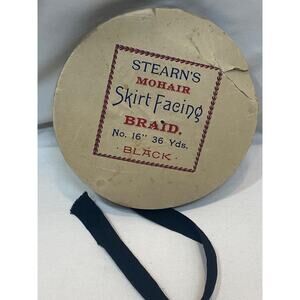 STEARN'S
MOHAIR
Skirt Facing
BRAID.
No. 16" 36 Yds.
· BLACK ·